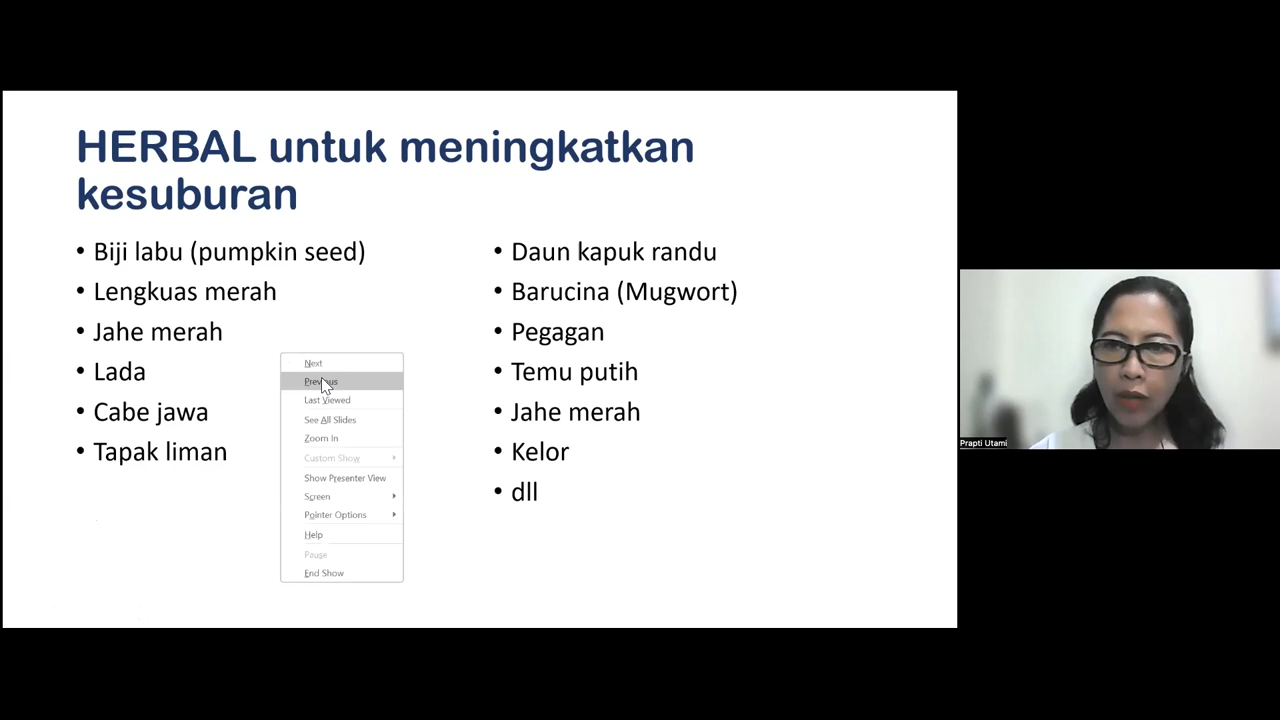 HERBAL untuk meningkatkan
kesuburan
• Biji labu (pumpkin seed)
• Lengkuas merah
• Jahe merah
• Lada
• Cabe jawa
• Tapak liman
• Daun kapuk randu
• Barucina (Mugwort)
• Pegagan
• Temu putih
• Jahe merah
• Kelor
• dll
Next
Previous
Last Viewed
See All Slides
Zoom In
Custom Show
Show Presenter View
Screen
Pointer Options
Help
Pause
End Show
Prapti Utami